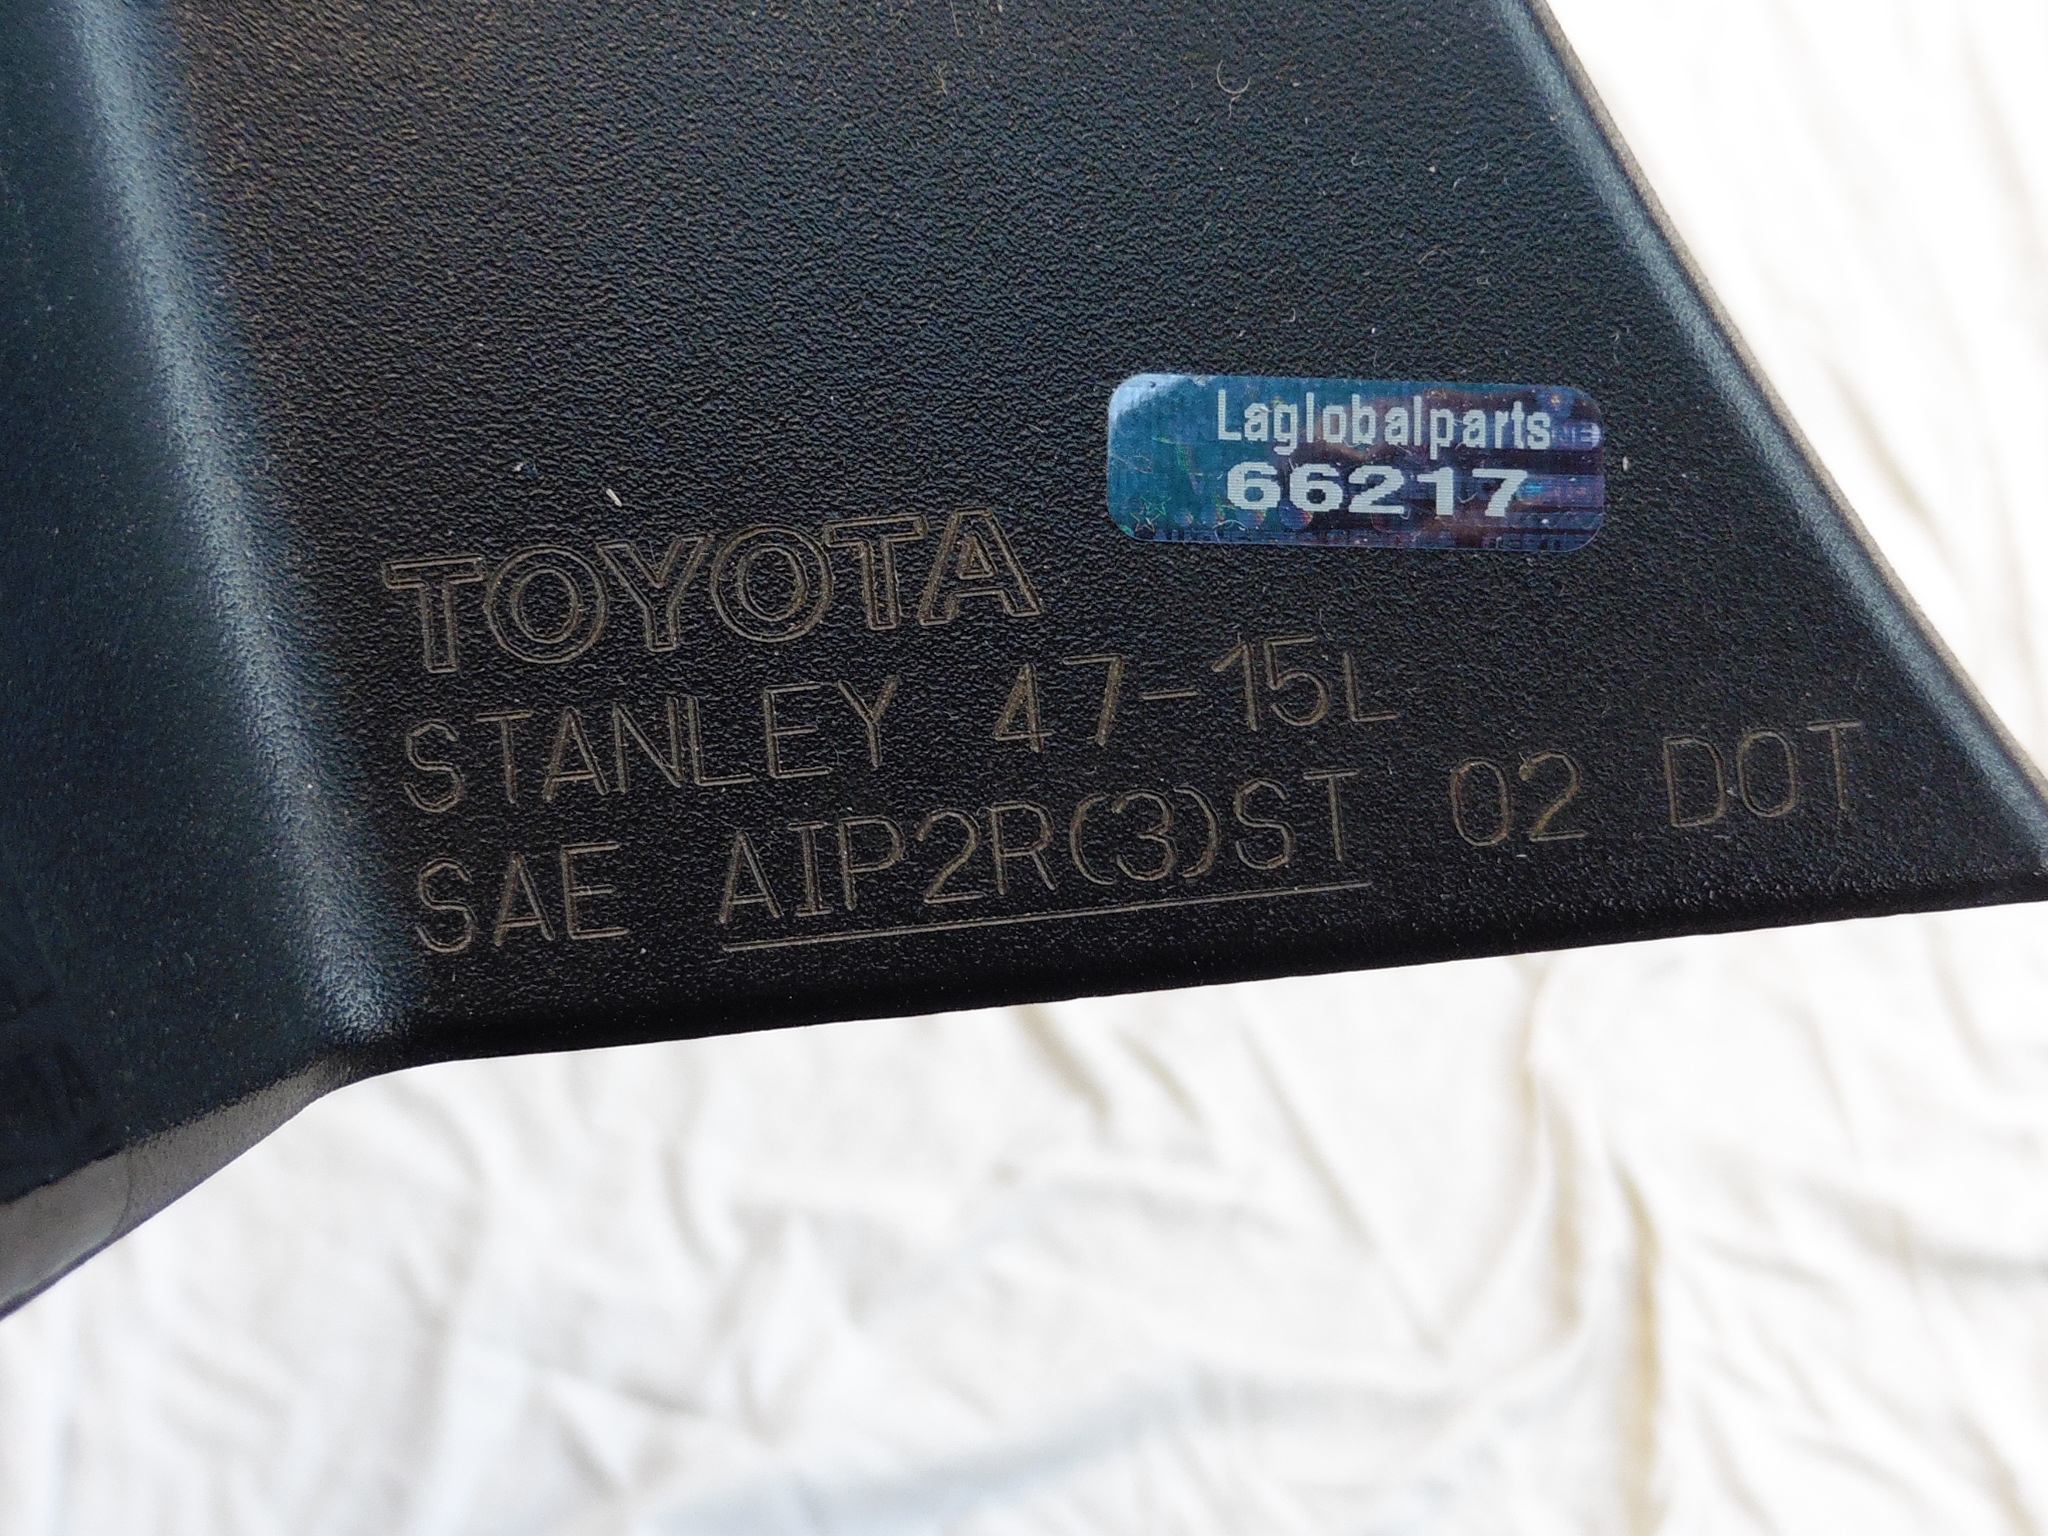 Laglobalparts
66217
TOYOTA
STANLEY 47-15L
SAE AIP2R(3)ST 02 DOT